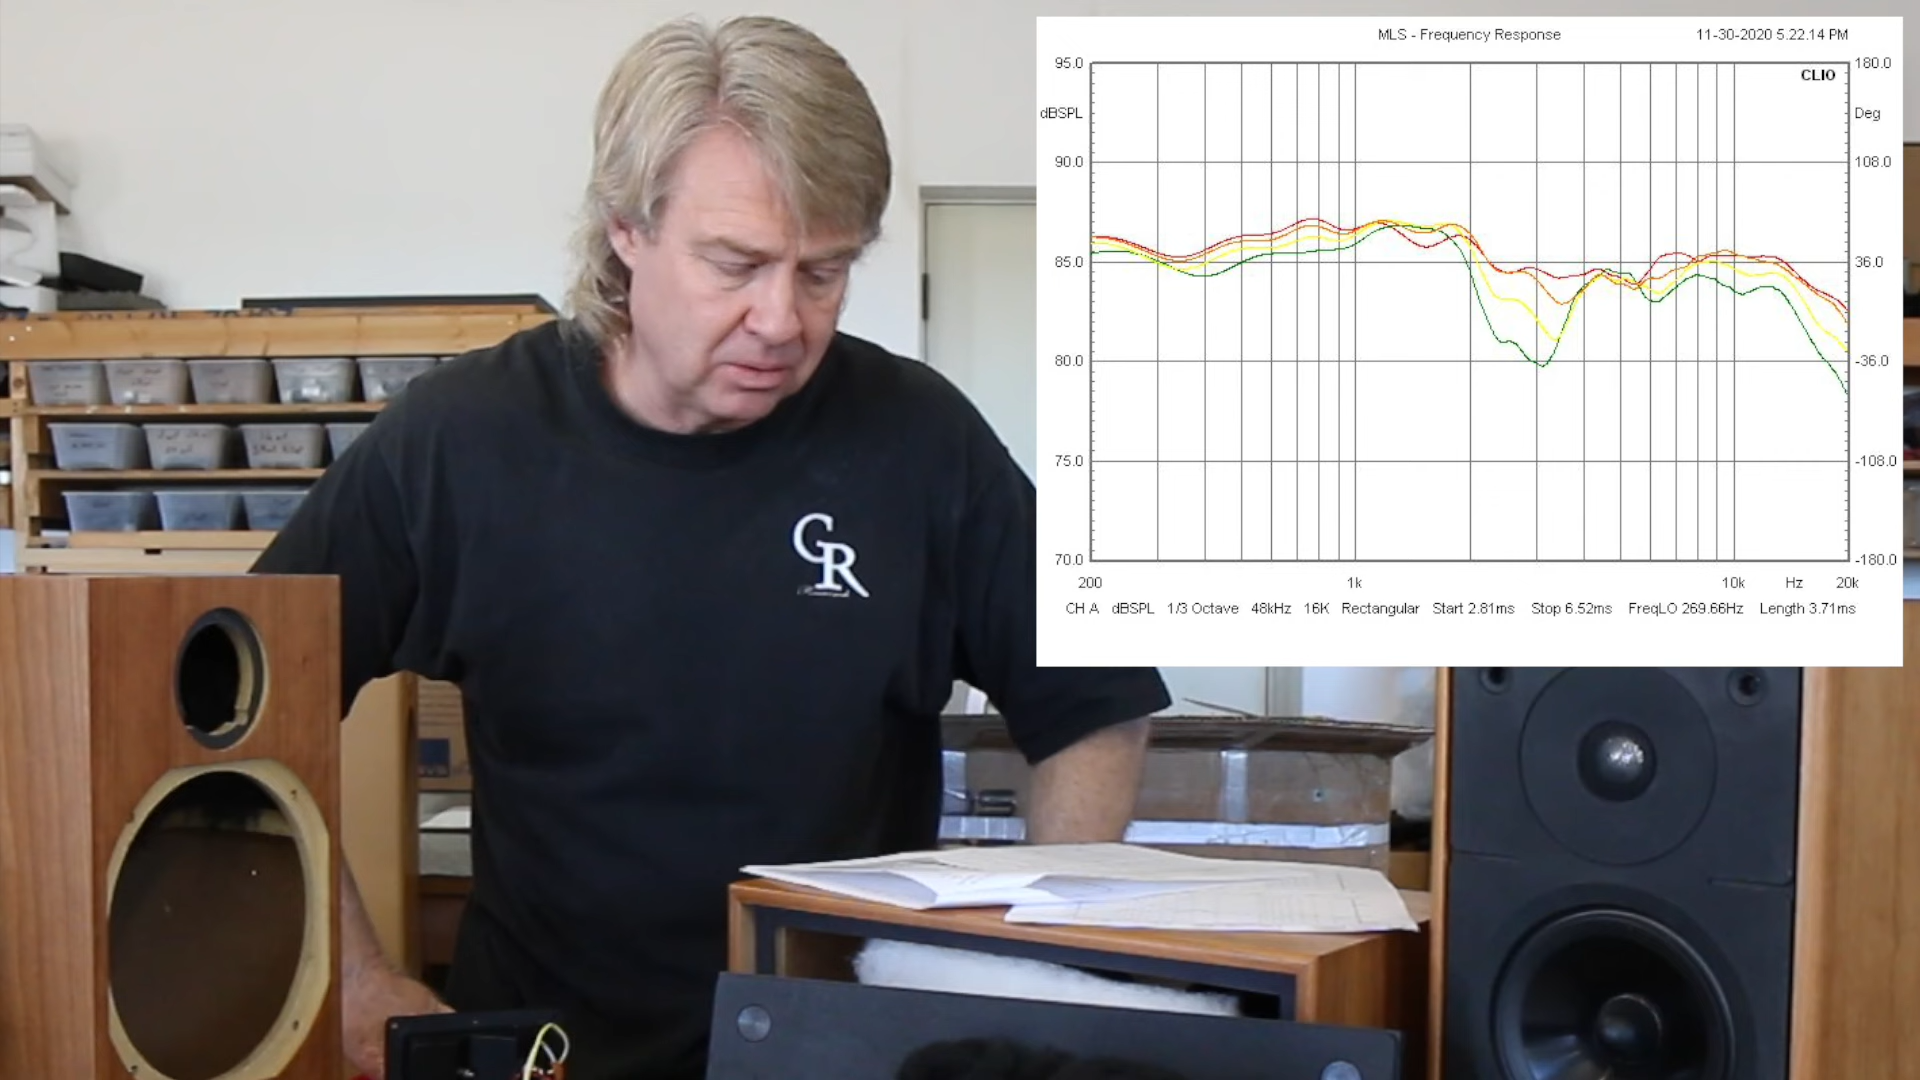 MLS - Frequency Response 11-30-2020 5.22.14 PM
95.0 180.0
CLIO
dBSPL Deg
90.0 108.0
85.0 36.0
80.0 -36.0
75.0 -108.0
70.0 -180.0
200 1k 10k Hz 20k
CH A dBSPL 1/3 Octave 48kHz 16K Rectangular Start 2.81ms Stop 6.52ms FreqLO 269.66Hz Length 3.71ms
GR